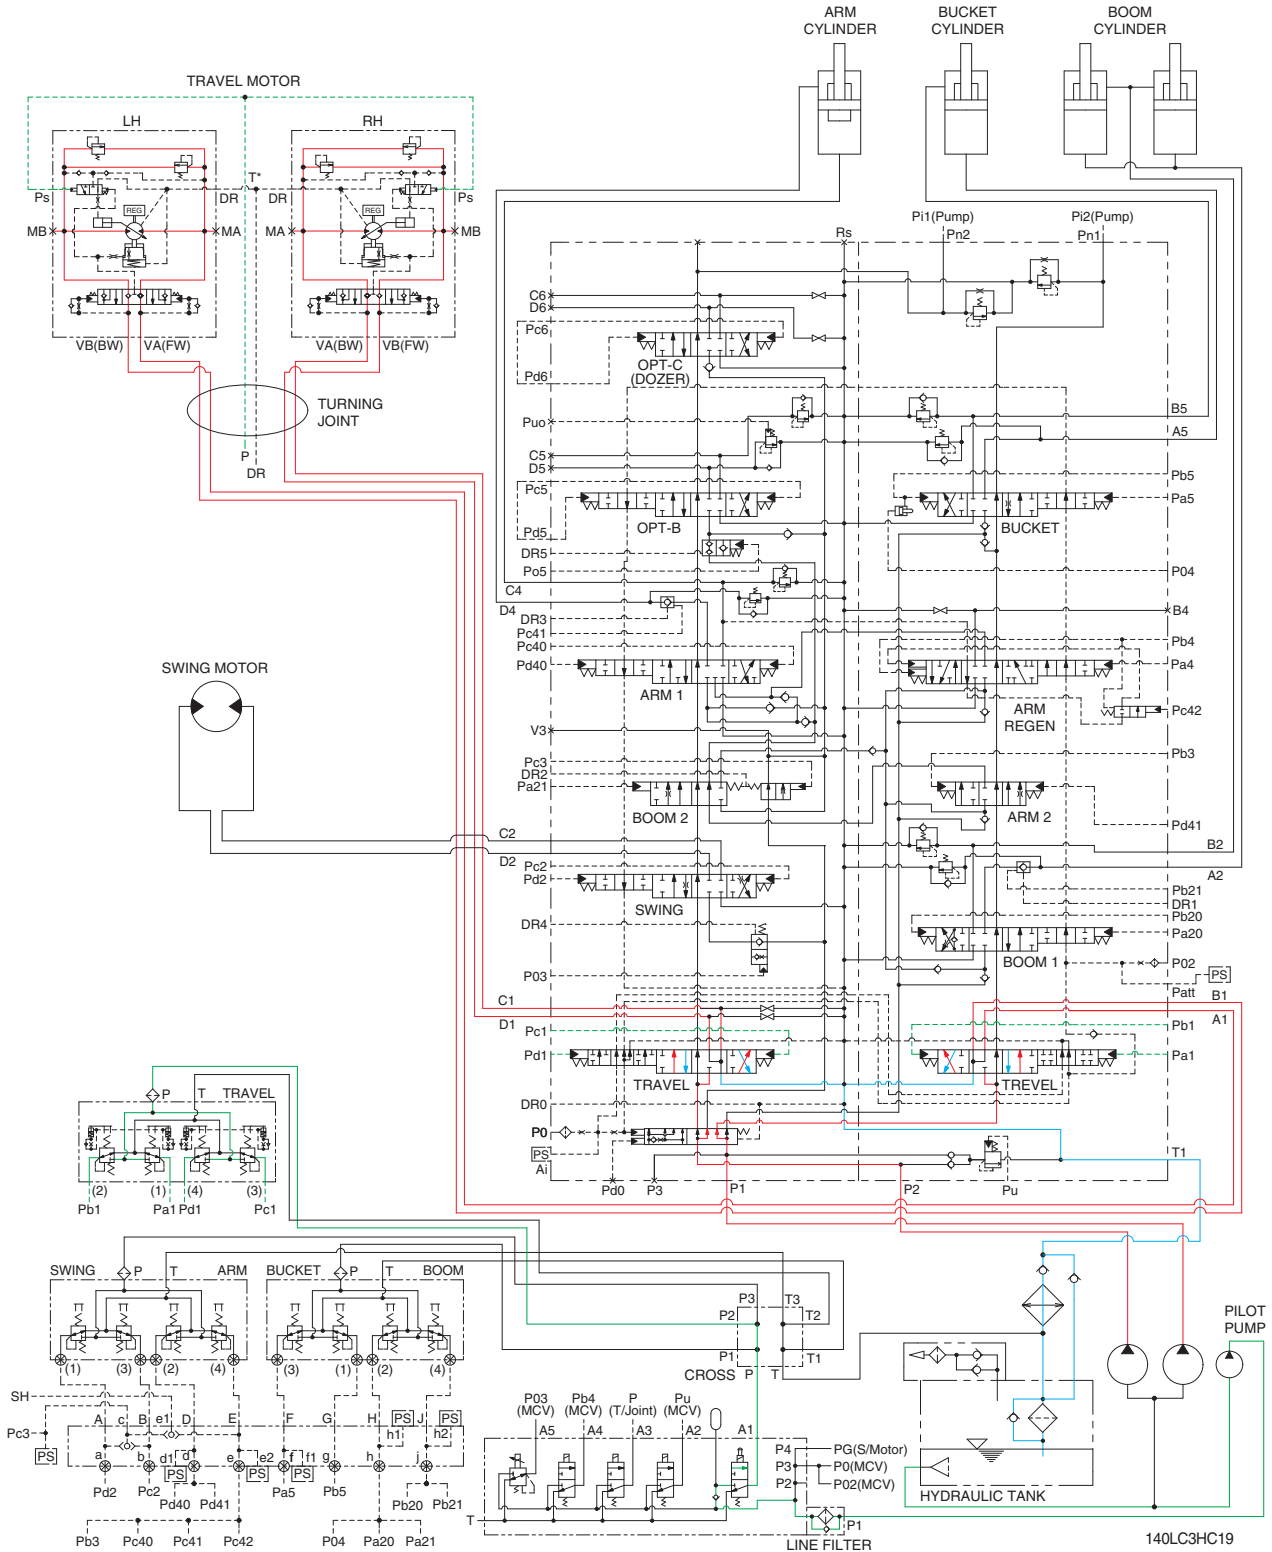 ARM
CYLINDER
BUCKET
CYLINDER
BOOM
CYLINDER
TRAVEL MOTOR
LH
RH
T*
Ps
DR
DR
Ps
REG
REG
MB
MA
MA
MB
VB(BW)
VA(FW)
VA(BW)
VB(FW)
TURNING
JOINT
P
DR
Pi1(Pump)
Pn2
Pi2(Pump)
Pn1
Rs
C6
D6
Pc6
OPT-C
(DOZER)
Pd6
Puo
C5
D5
Pc5
OPT-B
Pd5
DR5
Po5
C4
D4
DR3
Pc41
Pc40
Pd40
ARM 1
V3
Pc3
DR2
Pa21
BOOM 2
C2
D2
Pc2
Pd2
SWING
DR4
P03
C1
D1
Pc1
Pd1
TRAVEL
DR0
P0
PS
Ai
Pd0
P3
P1
P2
Pu
B5
A5
Pb5
Pa5
BUCKET
P04
B4
Pb4
Pa4
ARM
REGEN
Pc42
Pb3
ARM 2
Pd41
B2
A2
Pb21
DR1
Pb20
Pa20
BOOM 1
P02
PS
Patt
B1
A1
Pb1
Pa1
TREVEL
T1
SWING MOTOR
P
T
TRAVEL
(2)
(1)
(4)
(3)
Pb1
Pa1
Pd1
Pc1
SWING
P
T
ARM
BUCKET
P
T
BOOM
(1)
(3)
(2)
(4)
(3)
(1)
(2)
(4)
SH
Pc3
PS
A
c
B
e1
D
E
F
G
H
PS
J
PS
h1
h2
a
b
d1
d
e
e2
f
f1
g
h
j
PS
PS
PS
Pd2
Pc2
Pd40
Pd41
Pa5
Pb5
Pb20
Pb21
Pb3
Pc40
Pc41
Pc42
P04
Pa20
Pa21
P3
T3
P2
T2
P1
T1
CROSS
P
T
P03
(MCV)
Pb4
(MCV)
P
(T/Joint)
Pu
(MCV)
A5
A4
A3
A2
A1
T
P4
P3
P2
PG(S/Motor)
P0(MCV)
P02(MCV)
P1
LINE FILTER
HYDRAULIC TANK
PILOT
PUMP
140LC3HC19